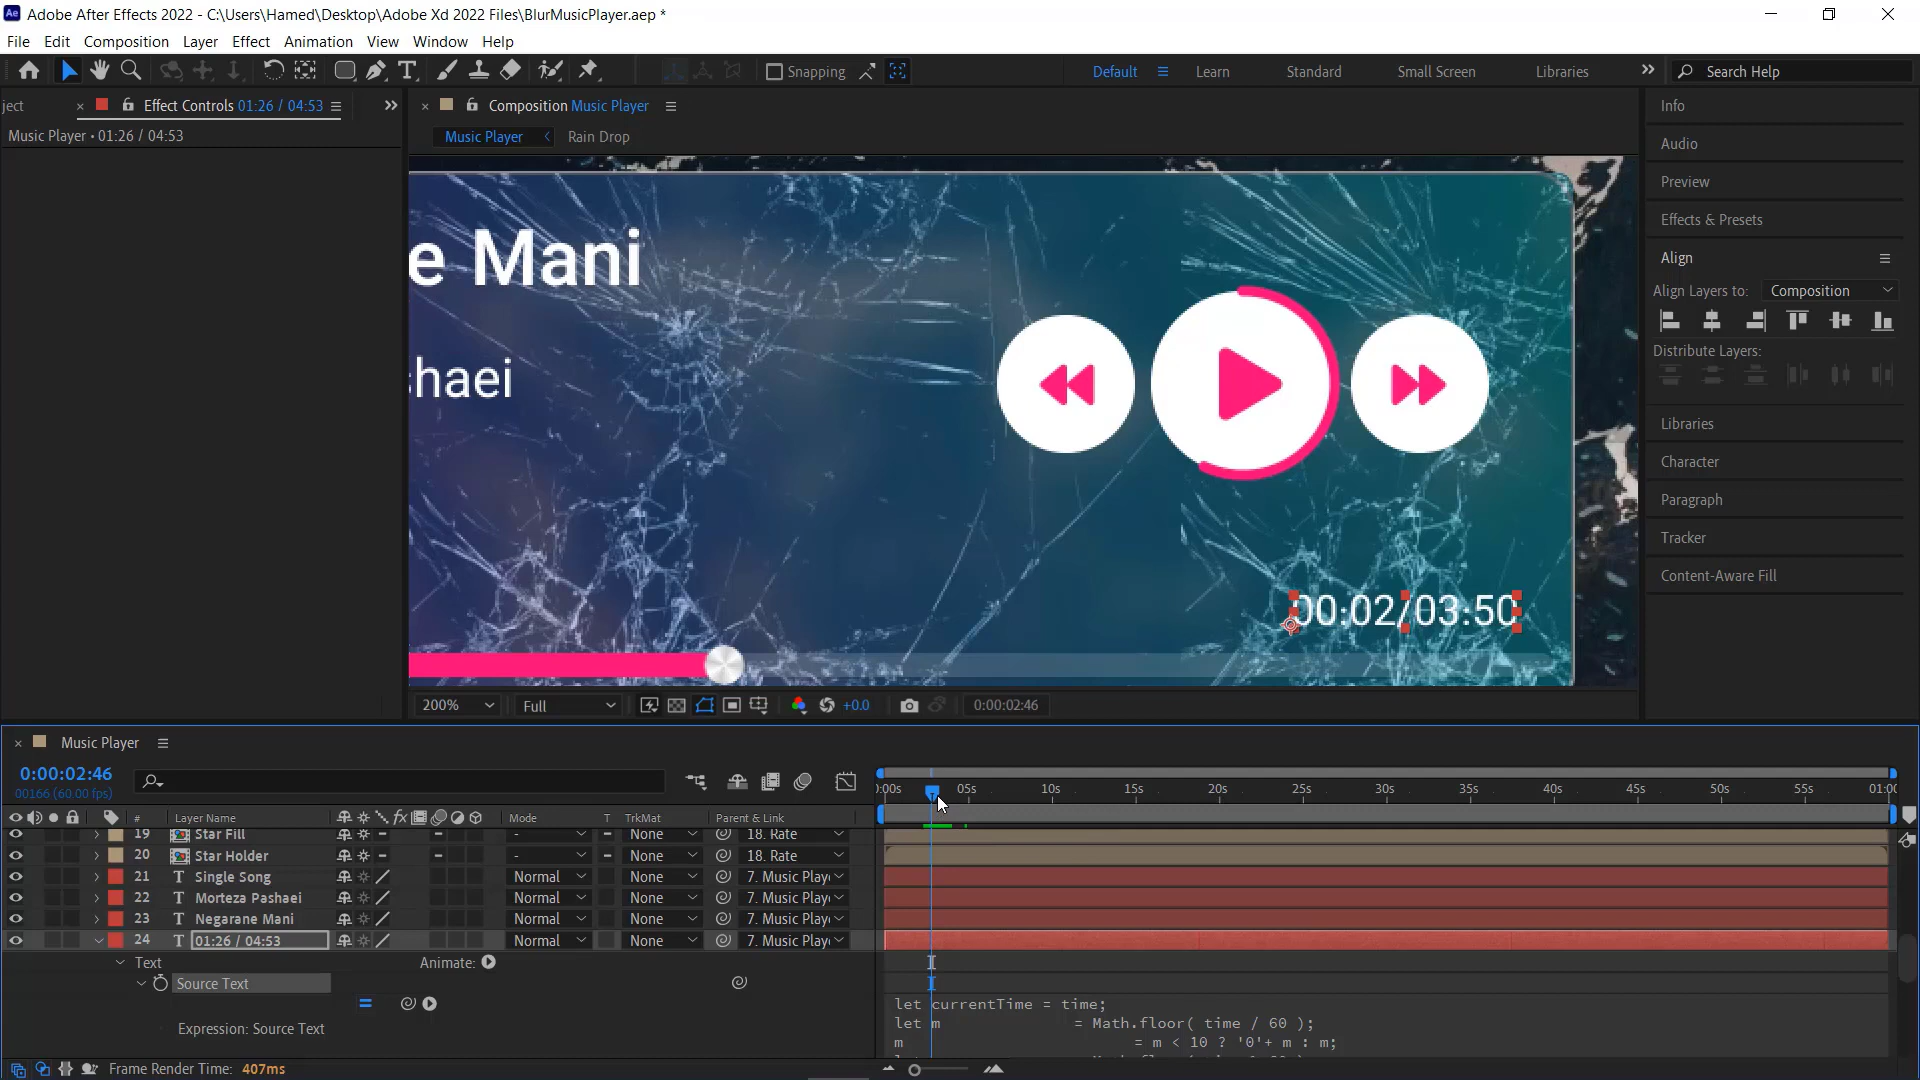 Adobe After Effects 2022 - C:\Users\Hamed\Desktop\Adobe Xd 2022 Files\BlurMusicPlayer.aep *
File Edit Composition Layer Effect Animation View Window Help
Snapping Default Learn Standard Small Screen Libraries Search Help
ject Effect Controls 01:26 / 04:53 Composition Music Player
Music Player • 01:26 / 04:53
Music Player Rain Drop
Info
Audio
Preview
Effects & Presets
Align
Align Layers to: Composition
Distribute Layers:
Libraries
Character
Paragraph
Tracker
Content-Aware Fill
e Mani
shaei
00:02/03:50
200% Full +0.0 0:00:02:46
Music Player
0:00:02:46
00166 (60.00 fps)
0:00s 05s 10s 15s 20s 25s 30s 35s 40s 45s 50s 55s 01:00
# Layer Name Mode T TrkMat Parent & Link
19 Star Fill - None 18. Rate
20 Star Holder - None 18. Rate
21 T Single Song Normal None 7. Music Play
22 T Morteza Pashaei Normal None 7. Music Play
23 T Negarane Mani Normal None 7. Music Play
24 T 01:26 / 04:53 Normal None 7. Music Play
Text Animate:
Source Text
Expression: Source Text
let currentTime = time;
let m = Math.floor( time / 60 );
m = m < 10 ? '0'+ m : m;
Frame Render Time: 407ms